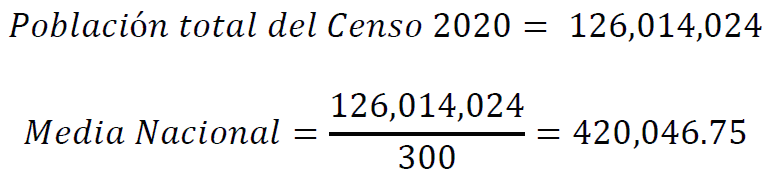 Población total del Censo 2020 = 126,014,024
Media Nacional = 126,014,024 / 300 = 420,046.75